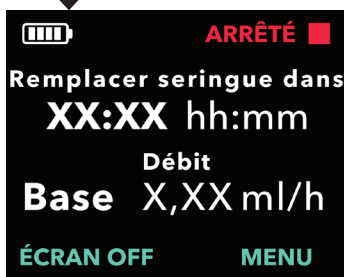 ARRÊTÉ
Remplacer seringue dans
XX:XX hh:mm
Débit
Base X,XX ml/h
ÉCRAN OFF MENU